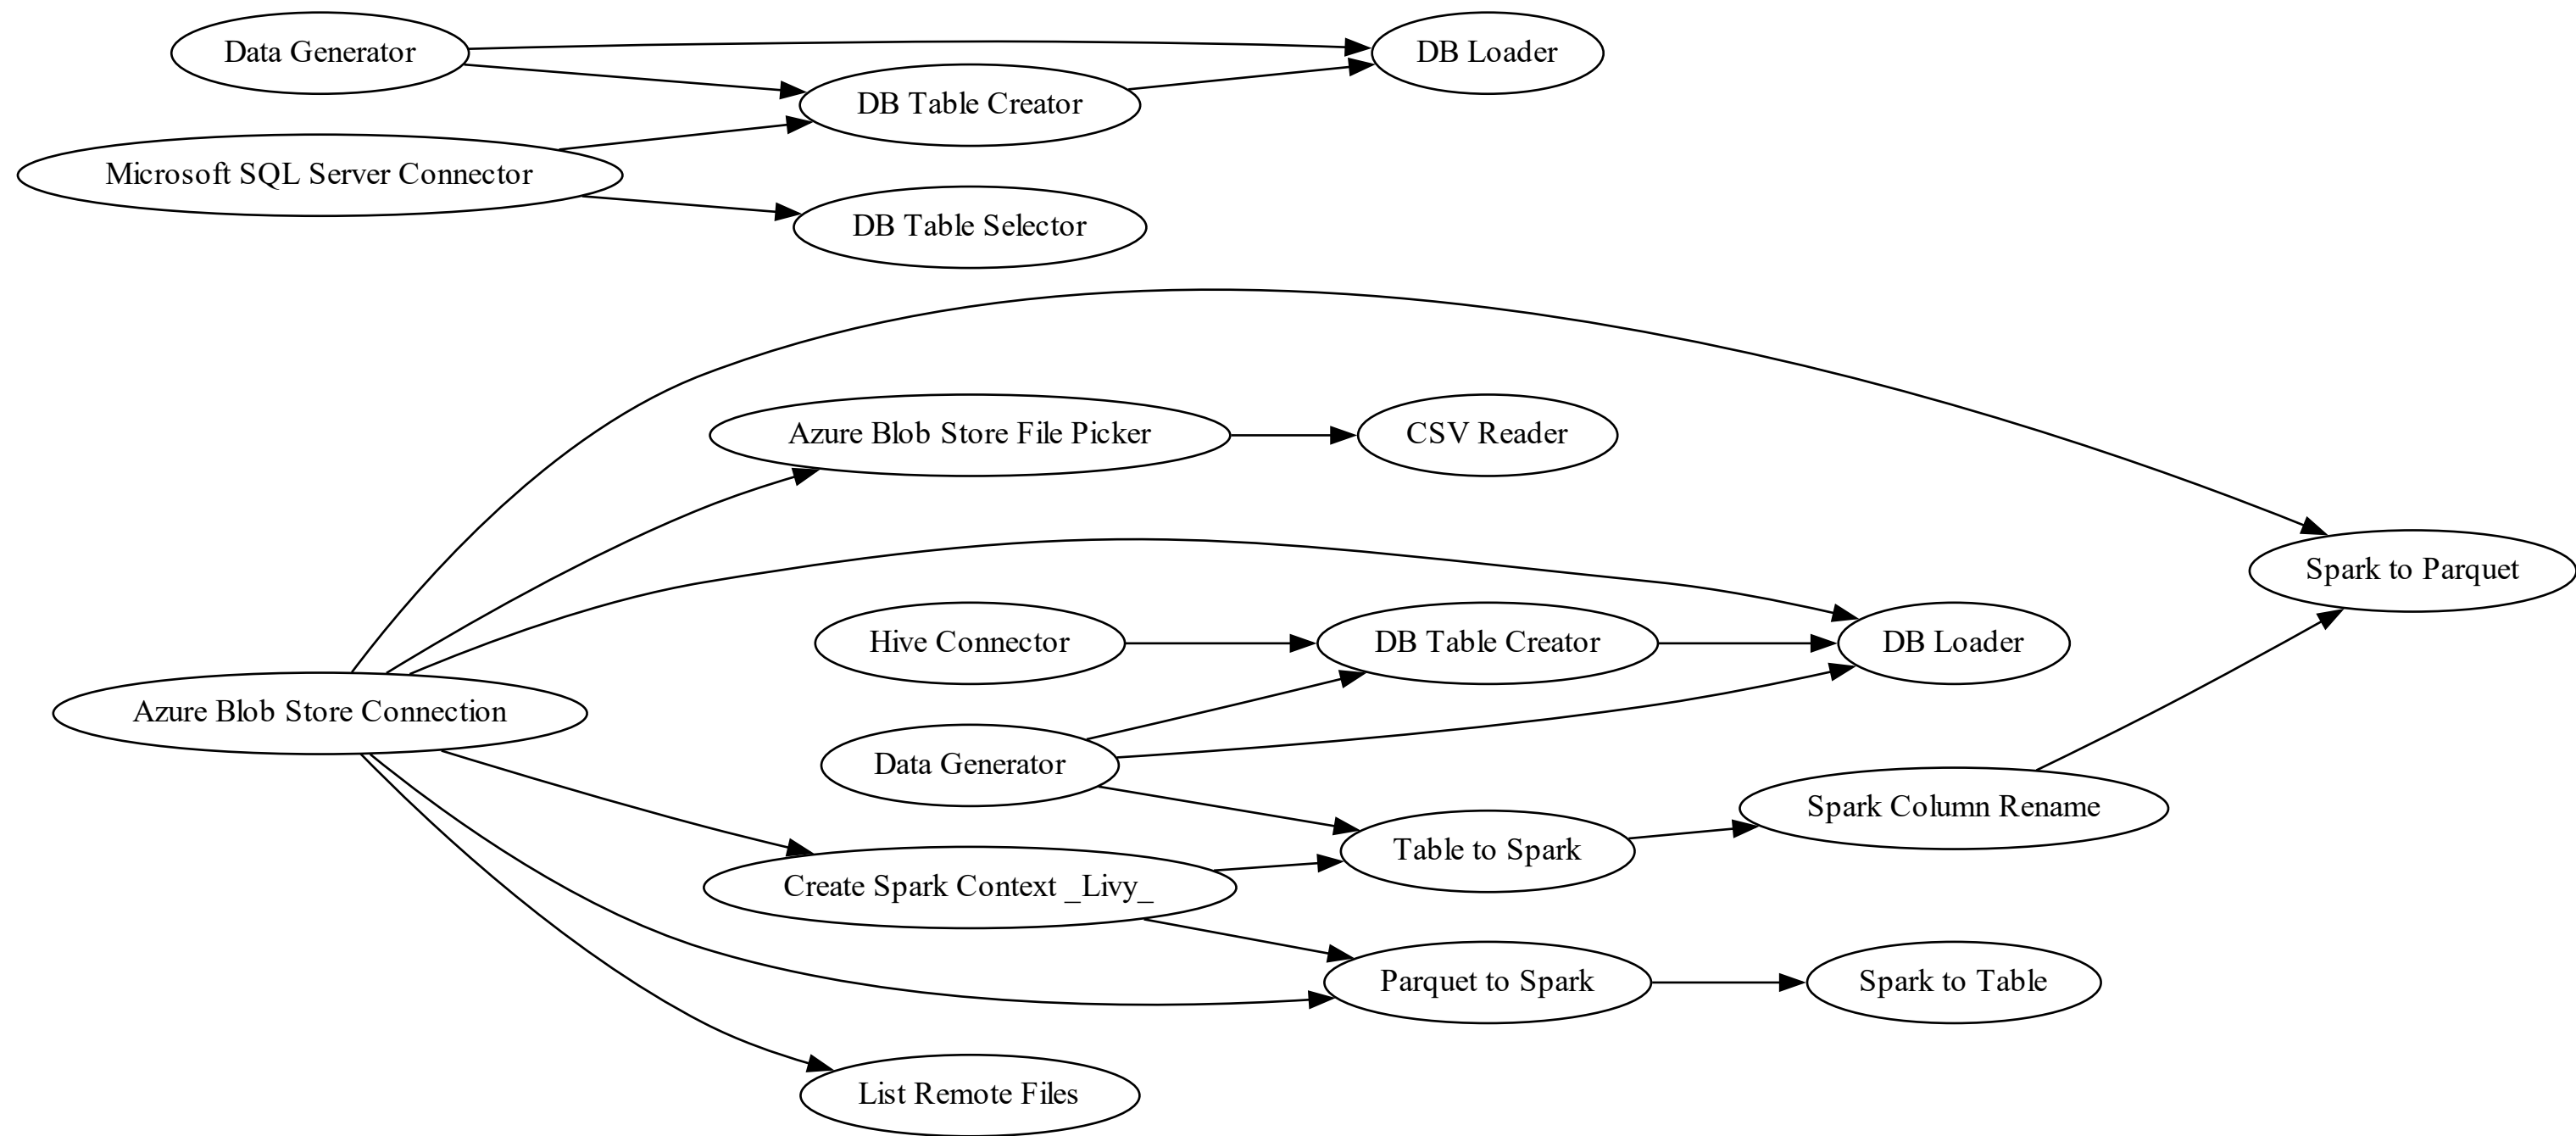 Data Generator
DB Loader
DB Table Creator
Microsoft SQL Server Connector
DB Table Selector
Azure Blob Store File Picker
CSV Reader
Spark to Parquet
Hive Connector
DB Table Creator
DB Loader
Azure Blob Store Connection
Data Generator
Spark Column Rename
Table to Spark
Create Spark Context _Livy_
Parquet to Spark
Spark to Table
List Remote Files